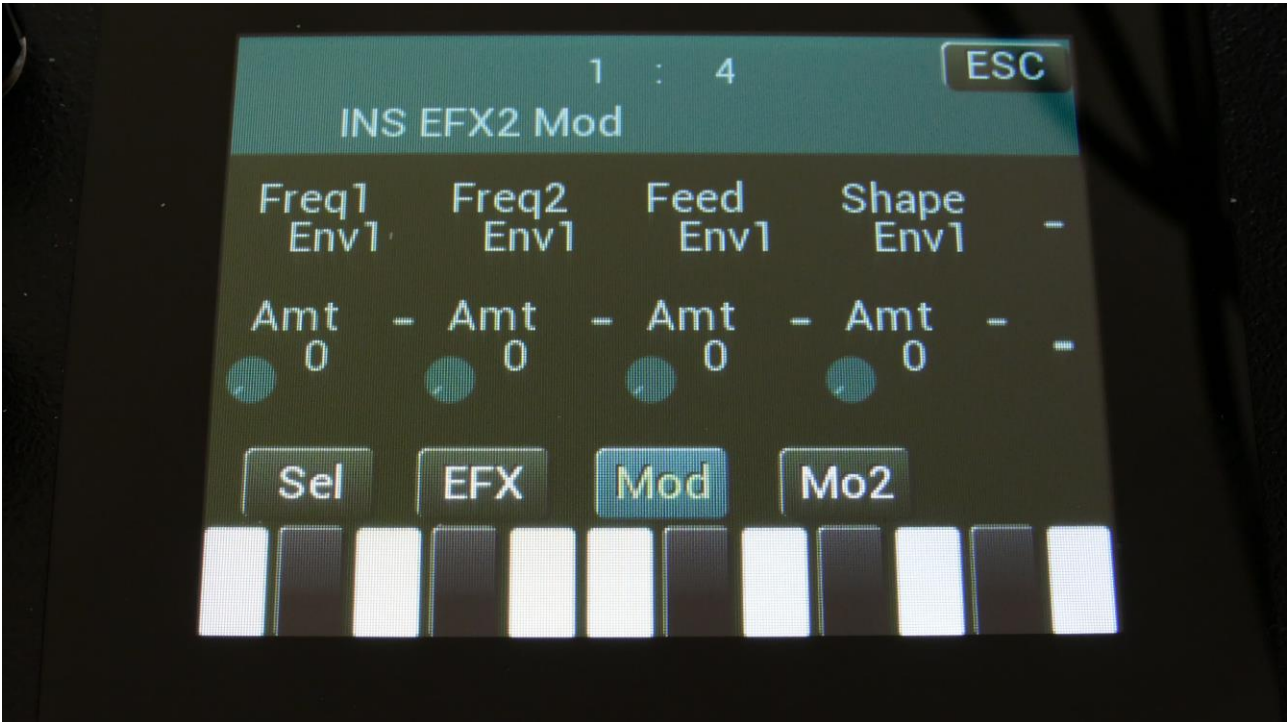 1 : 4 ESC
INS EFX2 Mod
Freq1 Freq2 Feed Shape
Env1 Env1 Env1 Env1 -
Amt - Amt - Amt - Amt -
0 0 0 0 -
Sel EFX Mod Mo2